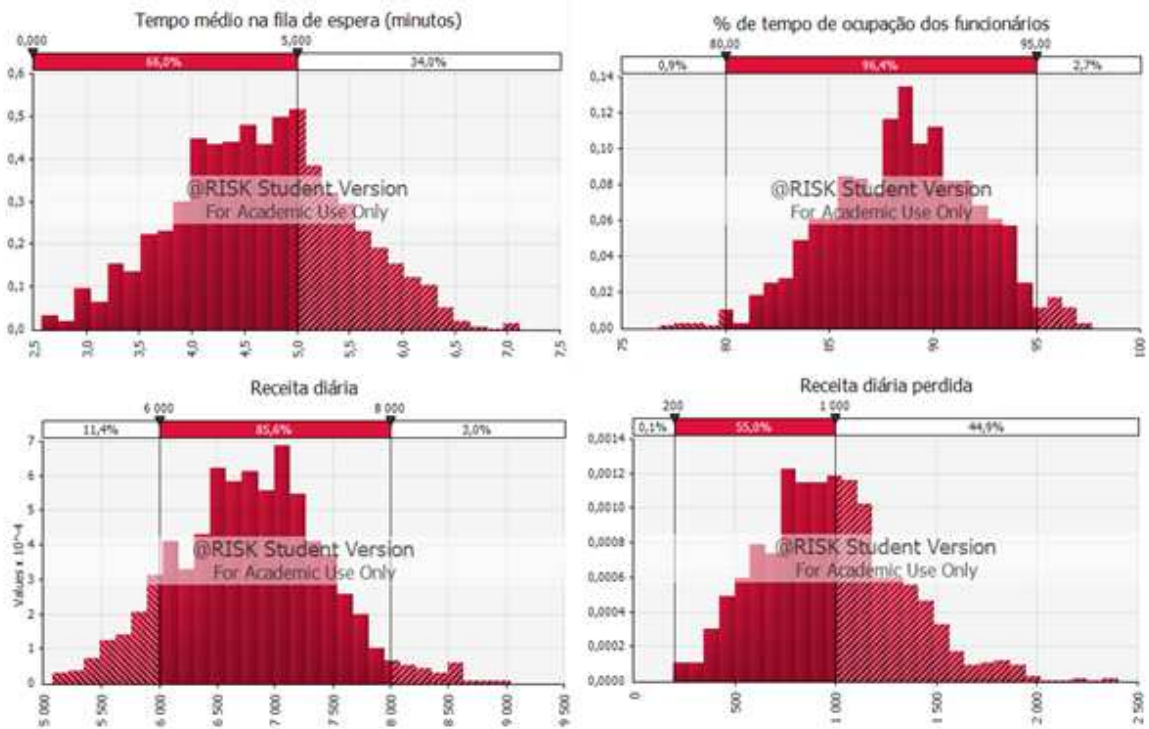 Tempo médio na fila de espera (minutos)
0,000 5,000
66,0% 34,0%
0,6
0,5
0,4
0,3
0,2
0,1
0,0
@RISK Student Version
For Academic Use Only
2,5 3,0 3,5 4,0 4,5 5,0 5,5 6,0 6,5 7,0 7,5
% de tempo de ocupação dos funcionários
80,00 95,00
0,9% 96,4% 2,7%
0,14
0,12
0,10
0,08
0,06
0,04
0,02
0,00
@RISK Student Version
For Academic Use Only
75 80 85 90 95 100
Receita diária
6 000 8 000
11,4% 85,6% 3,0%
7
6
5
4
3
2
1
0
Values x 10^-4
@RISK Student Version
For Academic Use Only
5 000 5 500 6 000 6 500 7 000 7 500 8 000 8 500 9 000 9 500
Receita diária perdida
200 1 000
0,1% 55,0% 44,9%
0,0014
0,0012
0,0010
0,0008
0,0006
0,0004
0,0002
0,0000
@RISK Student Version
For Academic Use Only
0 500 1 000 1 500 2 000 2 500